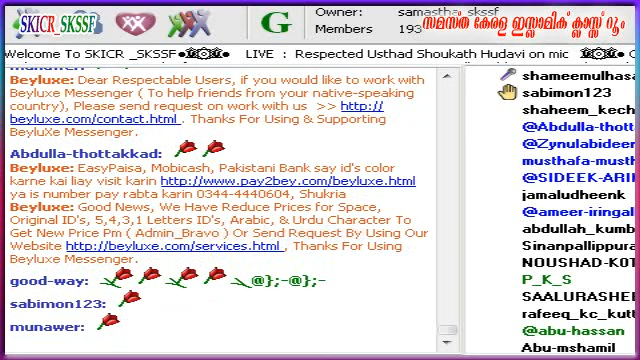 SKICR SKSSF
G
Owner: samastha_skssf
Members 193
സമസ്ത കേരള ഇസ്ലാമിക് ക്ലാസ്സ് റൂം
Welcome To SKICR _SKSSF LIVE : Respected Usthad Shoukath Hudavi on mic
munawer:
Beyluxe: Dear Respectable Users, if you would like to work with
Beyluxe Messenger ( To help friends from your native-speaking
country), Please send request on work with us >> http://
beyluxe.com/contact.html . Thanks For Using & Supporting
BeyluXe Messenger.
Abdulla-thottakkad:
Beyluxe: EasyPaisa, Mobicash, Pakistani Bank say id's color
karne kai liay visit karin http://www.pay2bey.com/beyluxe.html
ya is number pay rabta karin 0344-4440604, Shukria
Beyluxe: Good News, We Have Reduce Prices for Space,
Original ID's, 5,4,3,1 Letters ID's, Arabic, & Urdu Character To
Get New Price Pm ( Admin_Bravo ) Or Send Request By Using Our
Website http://beyluxe.com/services.html , Thanks For Using
Beyluxe Messenger.
good-way: @};-@};-
sabimon123:
munawer:
shameemulhasa
sabimon123
shaheem_kech
@Abdulla-thott
@Zynulabideen
musthafa-musth
@SIDEEK-ARI
jamaludheenk
@ameer-iringal
abdullah_kumb
Sinanpallippura
NOUSHAD-KOT
P_K_S
SAALURASHE
rafeeq_kc_kutt
@abu-hassan
Abu-mshamil